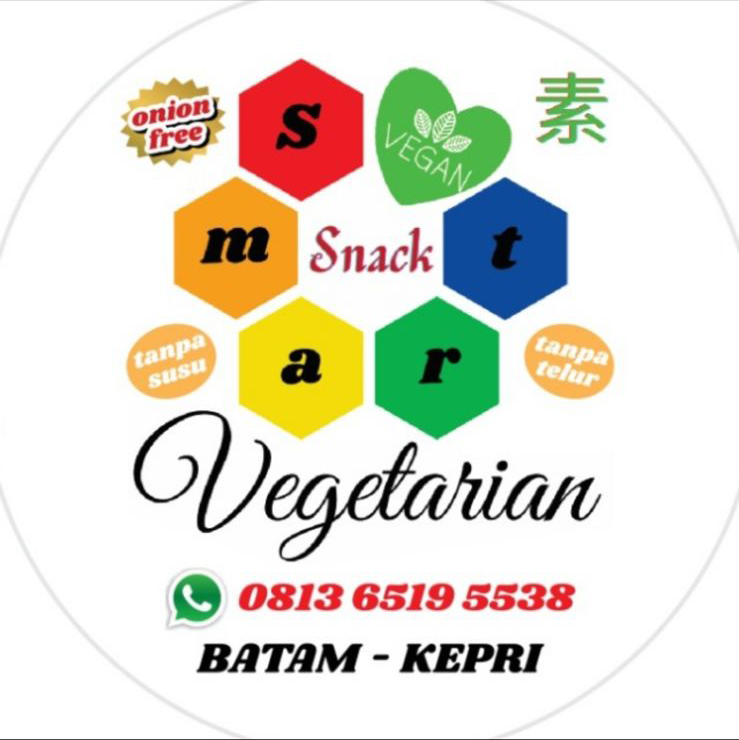 onion
free
s
VEGAN
素
m
Snack
t
tanpa
susu
a
r
tanpa
telur
Vegetarian
0813 6519 5538
BATAM - KEPRI